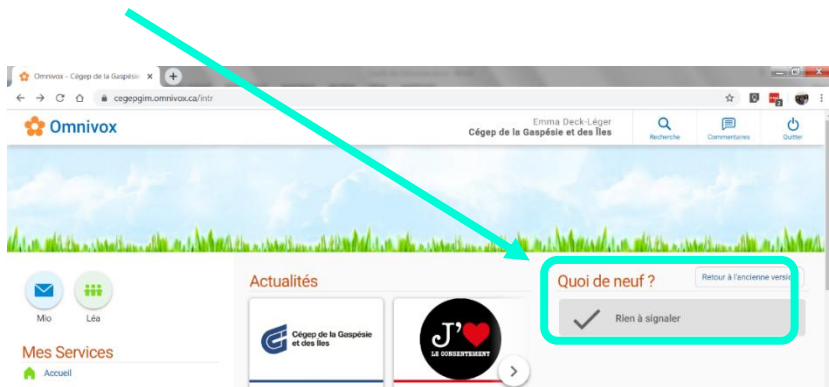 Omnivox - Cégep de la Gaspésie
cegepgim.omnivox.ca/intr
Omnivox
Emma Deck-Léger
Cégep de la Gaspésie et des Îles
Recherche
Commentaires
Quitter
Mio
Léa
Mes Services
Accueil
Actualités
Cégep de la Gaspésie
et des Îles
J'
LE CONSENTEMENT
Quoi de neuf ?
Retour à l'ancienne version
Rien à signaler